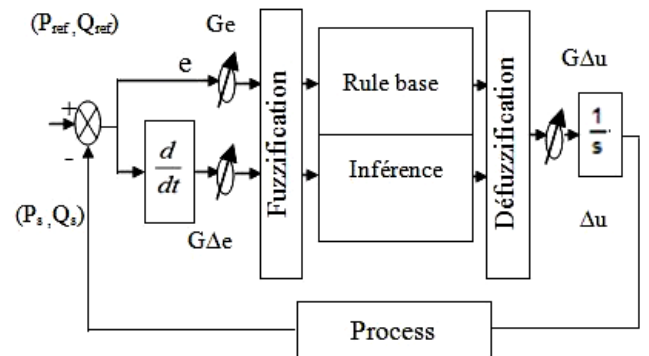 (Pref,Qref)
Ge
e
+
-
d
dt
GΔe
(Ps,Qs)
Fuzzification
Rule base
Inférence
Défuzzification
GΔu
1
s
Δu
Process